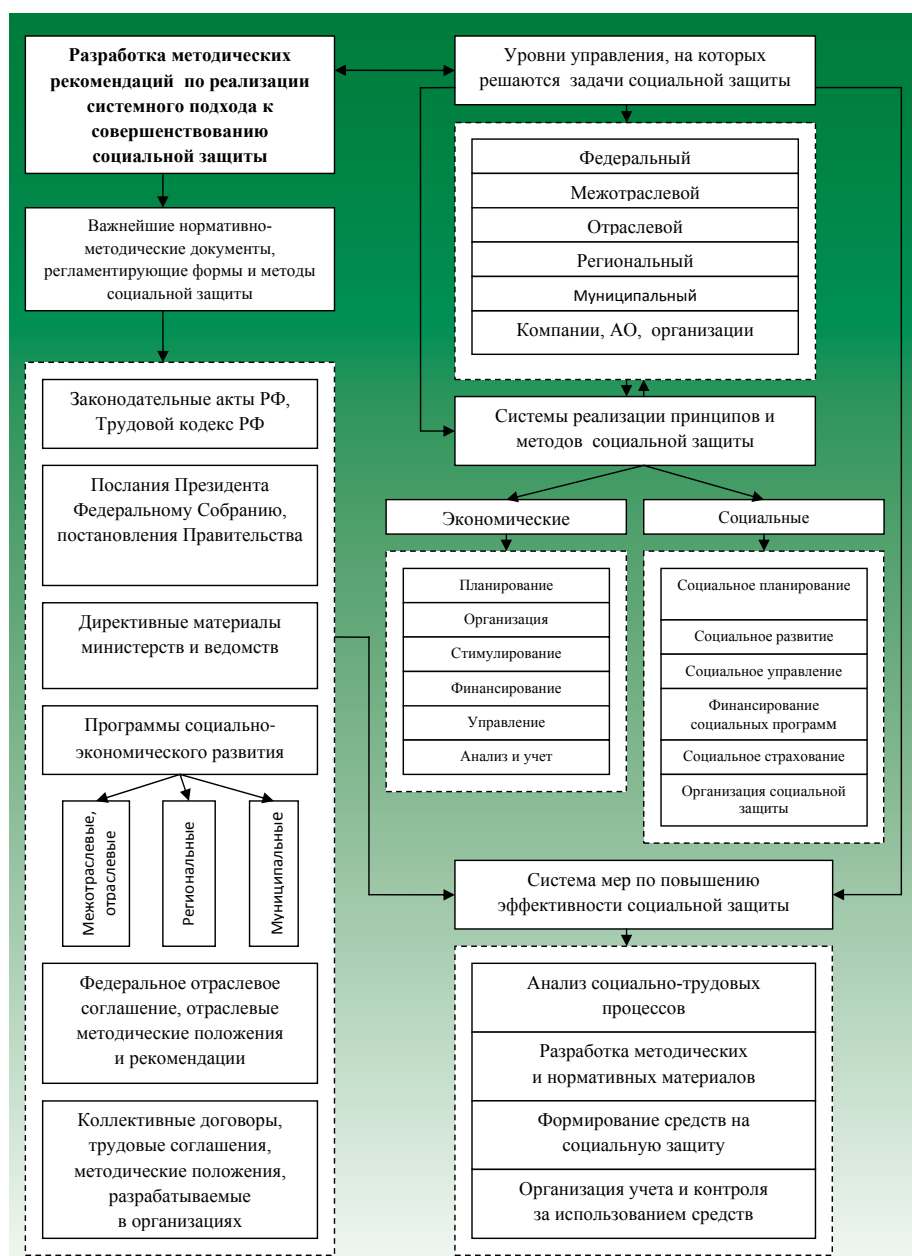 Разработка методических
рекомендаций по реализации
системного подхода к
совершенствованию
социальной защиты
Важнейшие нормативно-
методические документы,
регламентирующие формы и методы
социальной защиты
Законодательные акты РФ,
Трудовой кодекс РФ
Послания Президента
Федеральному Собранию,
постановления Правительства
Директивные материалы
министерств и ведомств
Программы социально-
экономического развития
Межотраслевые,
отраслевые
Региональные
Муниципальные
Федеральное отраслевое
соглашение, отраслевые
методические положения
и рекомендации
Коллективные договоры,
трудовые соглашения,
методические положения,
разрабатываемые
в организациях
Уровни управления, на которых
решаются задачи социальной защиты
Федеральный
Межотраслевой
Отраслевой
Региональный
Муниципальный
Компании, АО, организации
Системы реализации принципов и
методов социальной защиты
Экономические
Планирование
Организация
Стимулирование
Финансирование
Управление
Анализ и учет
Социальные
Социальное планирование
Социальное развитие
Социальное управление
Финансирование
социальных программ
Социальное страхование
Организация социальной
защиты
Система мер по повышению
эффективности социальной защиты
Анализ социально-трудовых
процессов
Разработка методических
и нормативных материалов
Формирование средств на
социальную защиту
Организация учета и контроля
за использованием средств